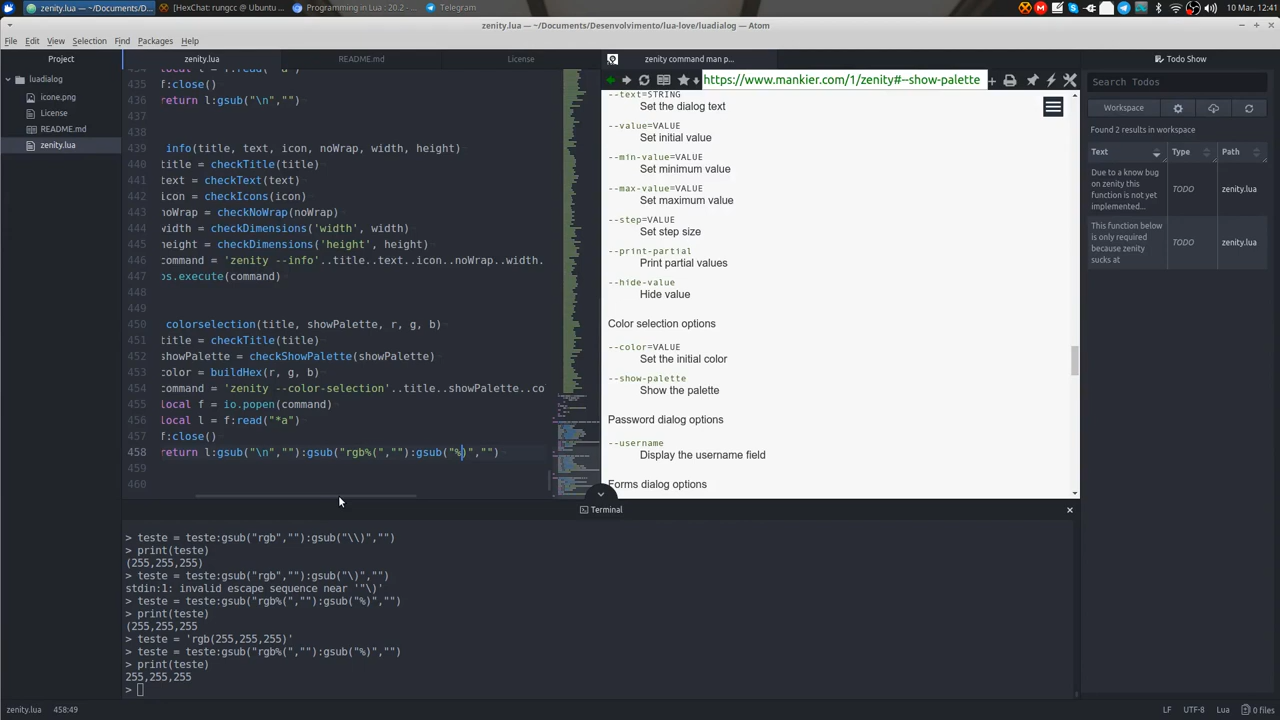 ~/Documents/D...
[HexChat: rungcc @ Ubuntu ...
Programming in Lua : 20.2 - ...
Telegram
10 Mar, 12:41
zenity.lua — ~/Documents/Desenvolvimento/lua-love/luadialog — Atom
File Edit View Selection Find Packages Help
Project
zenity.lua
README.md
License
zenity command man p...
Todo Show
luadialog
icone.png
License
README.md
zenity.lua
https://www.mankier.com/1/zenity#--show-palette
434
435 f:close()
436 return l:gsub("\n","")
437
438
439 info(title, text, icon, noWrap, width, height)
440 title = checkTitle(title)
441 text = checkText(text)
442 icon = checkIcons(icon)
443 noWrap = checkNoWrap(noWrap)
444 width = checkDimensions('width', width)
445 height = checkDimensions('height', height)
446 command = 'zenity --info'..title..text..icon..noWrap..width.
447 os.execute(command)
448
449
450 colorselection(title, showPalette, r, g, b)
451 title = checkTitle(title)
452 showPalette = checkShowPalette(showPalette)
453 color = buildHex(r, g, b)
454 command = 'zenity --color-selection'..title..showPalette..co
455 local f = io.popen(command)
456 local l = f:read("*a")
457 f:close()
458 return l:gsub("\n",""):gsub("rgb%(",""):gsub("%)","")
459
460
--text=STRING
Set the dialog text
--value=VALUE
Set initial value
--min-value=VALUE
Set minimum value
--max-value=VALUE
Set maximum value
--step=VALUE
Set step size
--print-partial
Print partial values
--hide-value
Hide value
Color selection options
--color=VALUE
Set the initial color
--show-palette
Show the palette
Password dialog options
--username
Display the username field
Forms dialog options
Search Todos
Workspace
Found 2 results in workspace
Text Type Path
Due to a know bug
on zenity this
function is not yet
implemented...
TODO
zenity.lua
This function below
is only required
because zenity
sucks at
TODO
zenity.lua
Terminal
> teste = teste:gsub("rgb",""):gsub("\\)","")
> print(teste)
(255,255,255)
> teste = teste:gsub("rgb",""):gsub("\)","")
stdin:1: invalid escape sequence near '"\)'
> teste = teste:gsub("rgb%(",""):gsub("%)","")
> print(teste)
(255,255,255
> teste = 'rgb(255,255,255)'
> teste = teste:gsub("rgb%(",""):gsub("%)","")
> print(teste)
255,255,255
>
zenity.lua 458:49
LF UTF-8 Lua 0 files